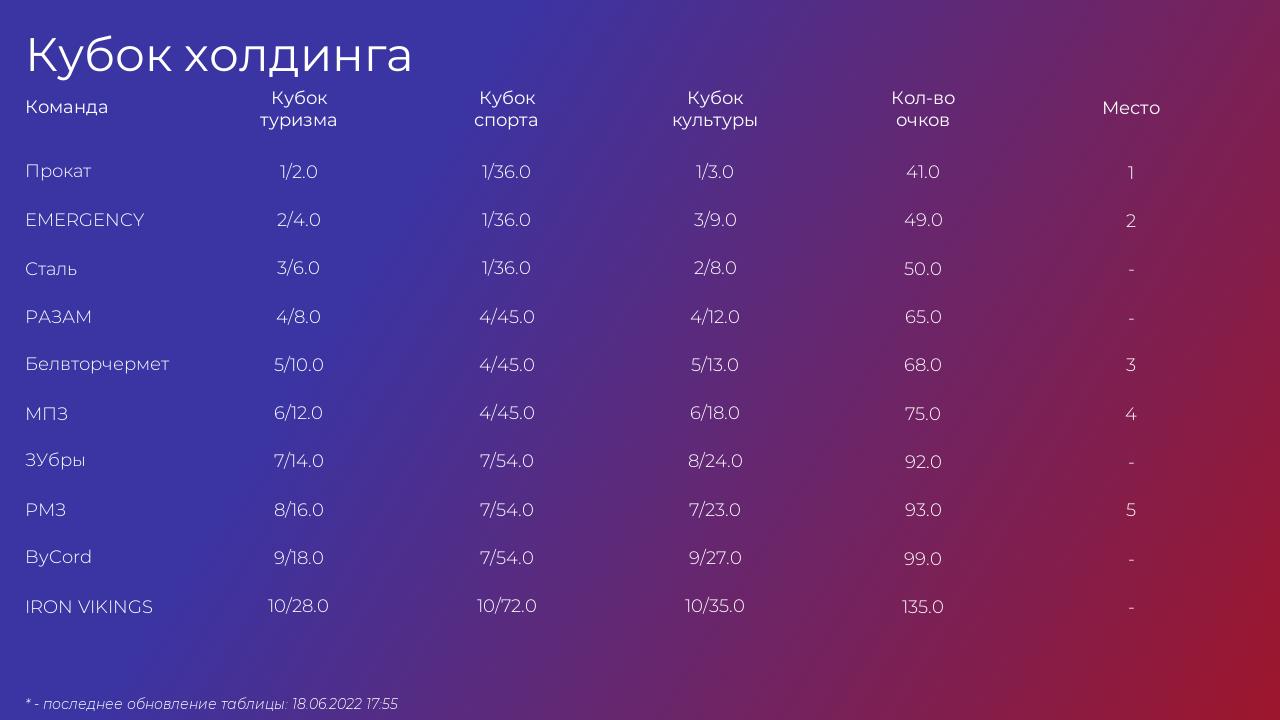 Кубок холдинга
Команда Кубок туризма Кубок спорта Кубок культуры Кол-во очков Место
Прокат 1/2.0 1/36.0 1/3.0 41.0 1
EMERGENCY 2/4.0 1/36.0 3/9.0 49.0 2
Сталь 3/6.0 1/36.0 2/8.0 50.0 -
РАЗАМ 4/8.0 4/45.0 4/12.0 65.0 -
Белвторчермет 5/10.0 4/45.0 5/13.0 68.0 3
МПЗ 6/12.0 4/45.0 6/18.0 75.0 4
ЗУбры 7/14.0 7/54.0 8/24.0 92.0 -
РМЗ 8/16.0 7/54.0 7/23.0 93.0 5
ByCord 9/18.0 7/54.0 9/27.0 99.0 -
IRON VIKINGS 10/28.0 10/72.0 10/35.0 135.0 -
* - последнее обновление таблицы: 18.06.2022 17:55